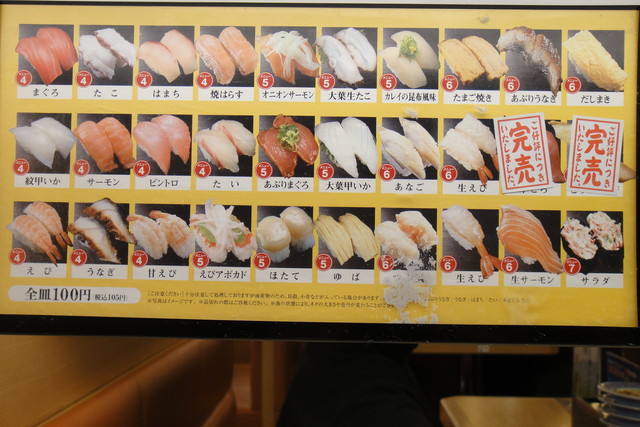 4 まぐろ
4 たこ
4 はまち
4 焼はらす
5 オニオンサーモン
5 大葉生たこ
5 カレイの昆布風味
4 たまご焼き
6 あぶりうなぎ
6 だしまき
4 紋甲いか
4 サーモン
4 ビントロ
4 たい
5 あぶりまぐろ
5 大葉甲いか
6 あなご
6 生えび
ご好評につき
完売
いたしました。
ご好評につき
完売
いたしました。
4 えび
4 うなぎ
4 甘えび
5 えびアボカド
5 ほたて
5 ゆば
6
6 生えび
6 生サーモン
7 サラダ
全皿100円(税込105円)